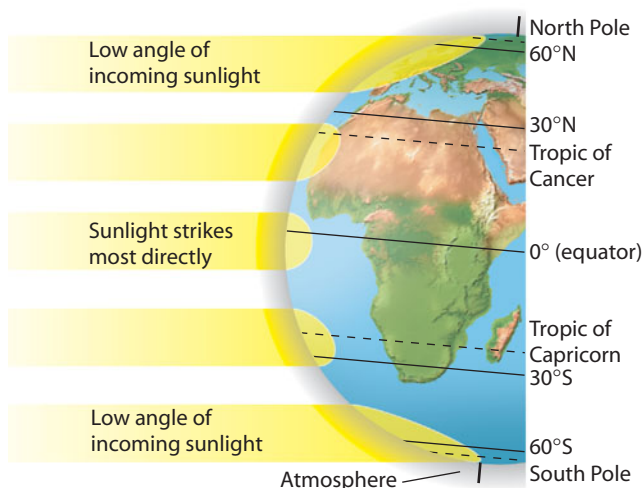 North Pole
Low angle of
incoming sunlight
60°N
30°N
Tropic of
Cancer
Sunlight strikes
most directly
0° (equator)
Tropic of
Capricorn
30°S
Low angle of
incoming sunlight
60°S
Atmosphere
South Pole